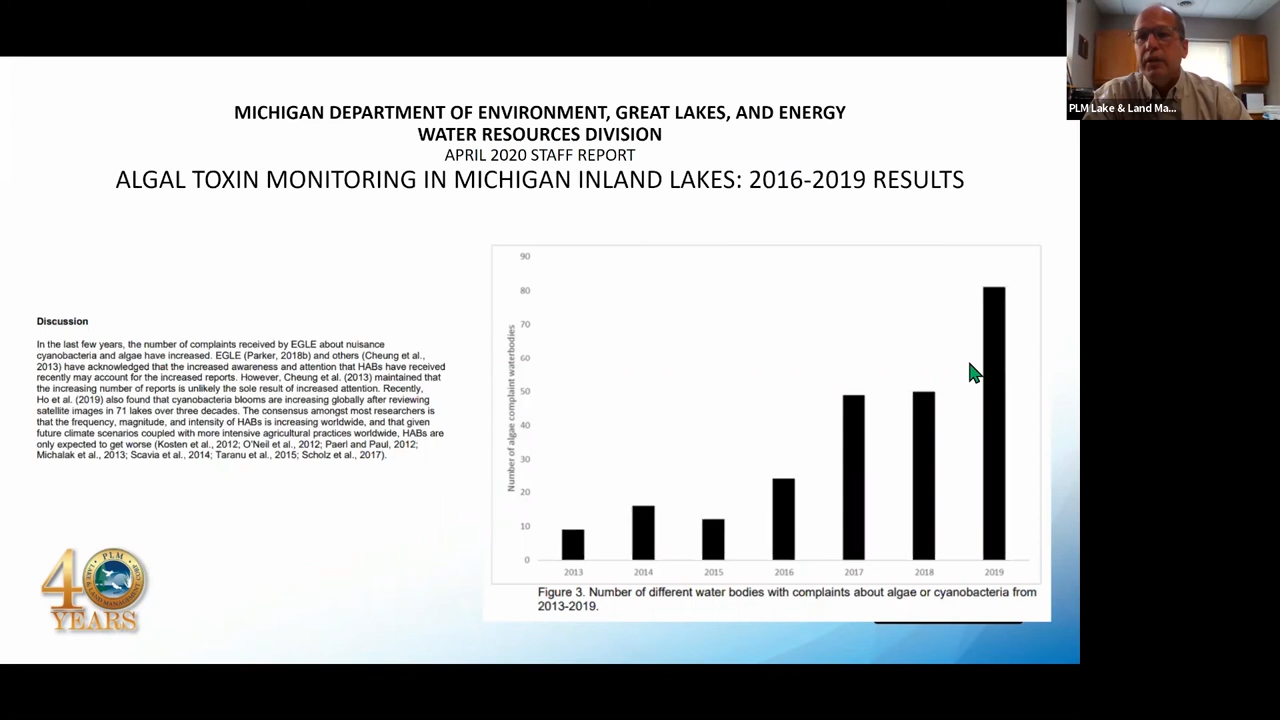 PLM Lake & Land Ma...
MICHIGAN DEPARTMENT OF ENVIRONMENT, GREAT LAKES, AND ENERGY
WATER RESOURCES DIVISION
APRIL 2020 STAFF REPORT
ALGAL TOXIN MONITORING IN MICHIGAN INLAND LAKES: 2016-2019 RESULTS
Discussion
In the last few years, the number of complaints received by EGLE about nuisance
cyanobacteria and algae have increased. EGLE (Parker, 2018b) and others (Cheung et al.,
2013) have acknowledged that the increased awareness and attention that HABs have received
recently may account for the increased reports. However, Cheung et al. (2013) maintained that
the increasing number of reports is unlikely the sole result of increased attention. Recently,
Ho et al. (2019) also found that cyanobacteria blooms are increasing globally after reviewing
satellite images in 71 lakes over three decades. The consensus amongst most researchers is
that the frequency, magnitude, and intensity of HABs is increasing worldwide, and that given
future climate scenarios coupled with more intensive agricultural practices worldwide, HABs are
only expected to get worse (Kosten et al., 2012; O'Neil et al., 2012; Paerl and Paul, 2012;
Michalak et al., 2013; Scavia et al., 2014; Taranu et al., 2015; Scholz et al., 2017).
Number of algae complaint waterbodies
90
80
70
60
50
40
30
20
10
0
2013 2014 2015 2016 2017 2018 2019
Figure 3. Number of different water bodies with complaints about algae or cyanobacteria from
2013-2019.
40
PLM
LAKE & LAND MANAGEMENT CORP
YEARS